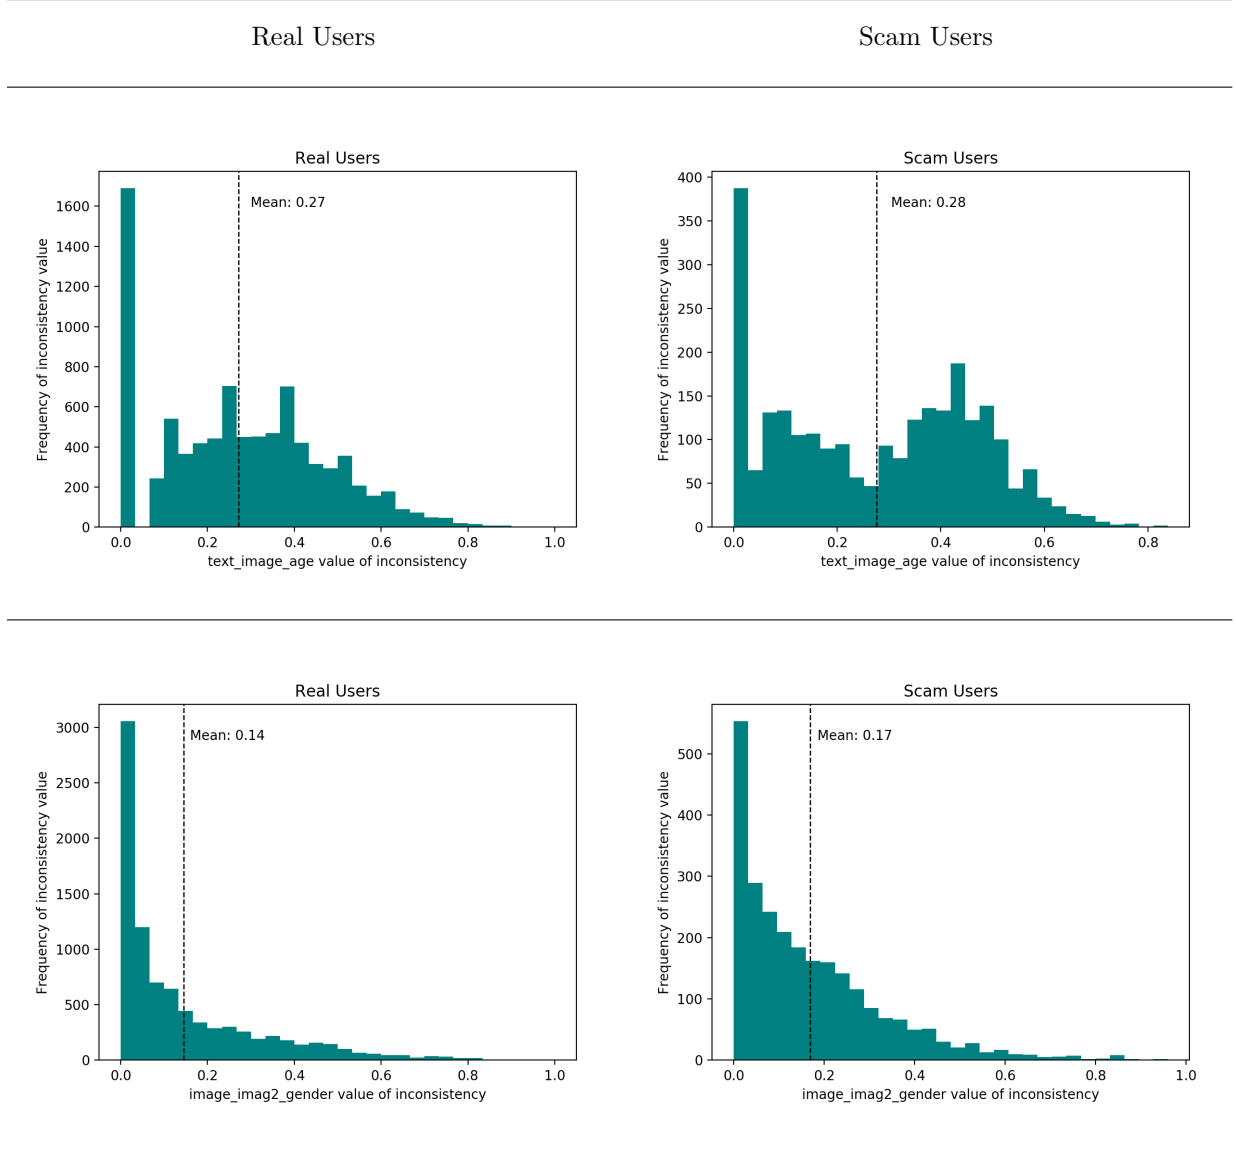 Real Users
Scam Users
Real Users
Mean: 0.27
Frequency of inconsistency value
1600
1400
1200
1000
800
600
400
200
0
0.0 0.2 0.4 0.6 0.8 1.0
text_image_age value of inconsistency
Scam Users
Mean: 0.28
Frequency of inconsistency value
400
350
300
250
200
150
100
50
0
0.0 0.2 0.4 0.6 0.8
text_image_age value of inconsistency
Real Users
Mean: 0.14
Frequency of inconsistency value
3000
2500
2000
1500
1000
500
0
0.0 0.2 0.4 0.6 0.8 1.0
image_imag2_gender value of inconsistency
Scam Users
Mean: 0.17
Frequency of inconsistency value
500
400
300
200
100
0
0.0 0.2 0.4 0.6 0.8 1.0
image_imag2_gender value of inconsistency